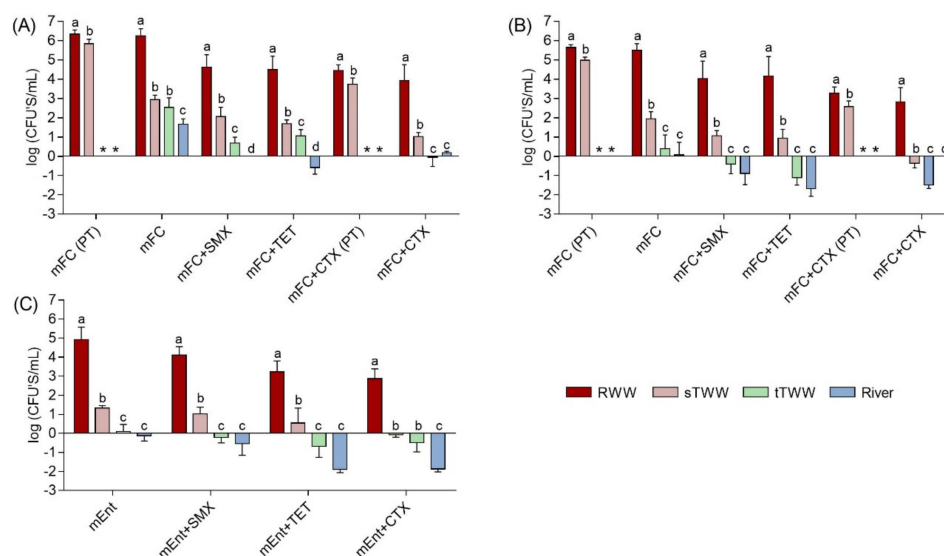 (A)
log (CFU'S/mL)
7
6
5
4
3
2
1
0
-1
-2
-3
a b * *
a b b c
a b c d
a b c d
a b * *
a b c c
mFC (PT)
mFC
mFC+SMX
mFC+TET
mFC+CTX (PT)
mFC+CTX
(B)
log (CFU'S/mL)
7
6
5
4
3
2
1
0
-1
-2
-3
a b * *
a b c c
a b c c
a b c c
a b * *
a b c c
mFC (PT)
mFC
mFC+SMX
mFC+TET
mFC+CTX (PT)
mFC+CTX
(C)
log (CFU'S/mL)
7
6
5
4
3
2
1
0
-1
-2
-3
a b c c
a b c c
a b c c
a b b c
mEnt
mEnt+SMX
mEnt+TET
mEnt+CTX
RWW sTWW tTWW River